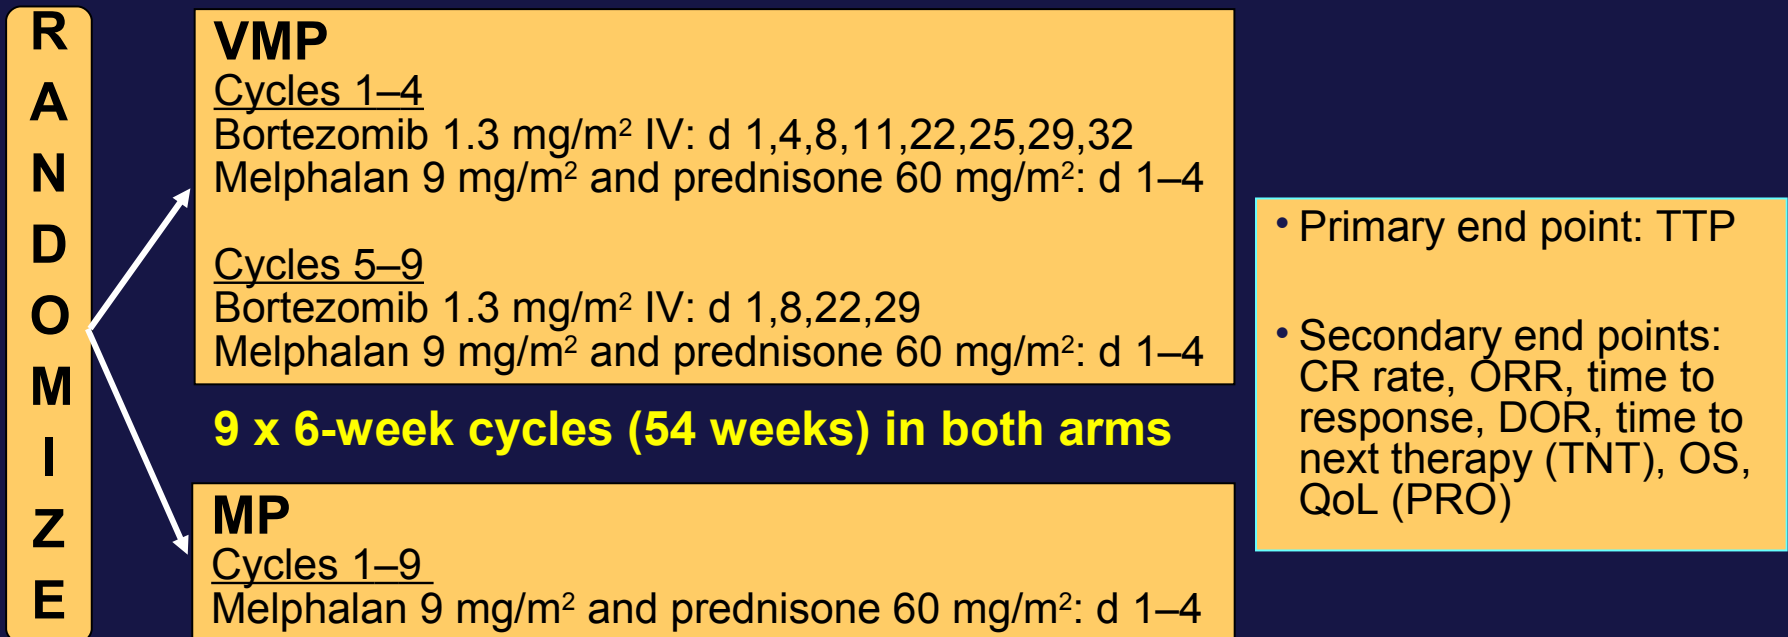 R
A
N
D
O
M
I
Z
E
VMP
Cycles 1–4
Bortezomib 1.3 mg/m² IV: d 1,4,8,11,22,25,29,32
Melphalan 9 mg/m² and prednisone 60 mg/m²: d 1–4
Cycles 5–9
Bortezomib 1.3 mg/m² IV: d 1,8,22,29
Melphalan 9 mg/m² and prednisone 60 mg/m²: d 1–4
9 x 6-week cycles (54 weeks) in both arms
MP
Cycles 1–9
Melphalan 9 mg/m² and prednisone 60 mg/m²: d 1–4
• Primary end point: TTP
• Secondary end points:
CR rate, ORR, time to
response, DOR, time to
next therapy (TNT), OS,
QoL (PRO)